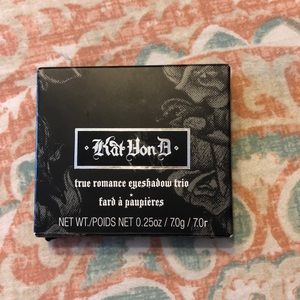 Kat Von D
true romance eyeshadow trio
fard à paupières
NET WT./POIDS NET 0.25oz / 7.0g / 7.0г